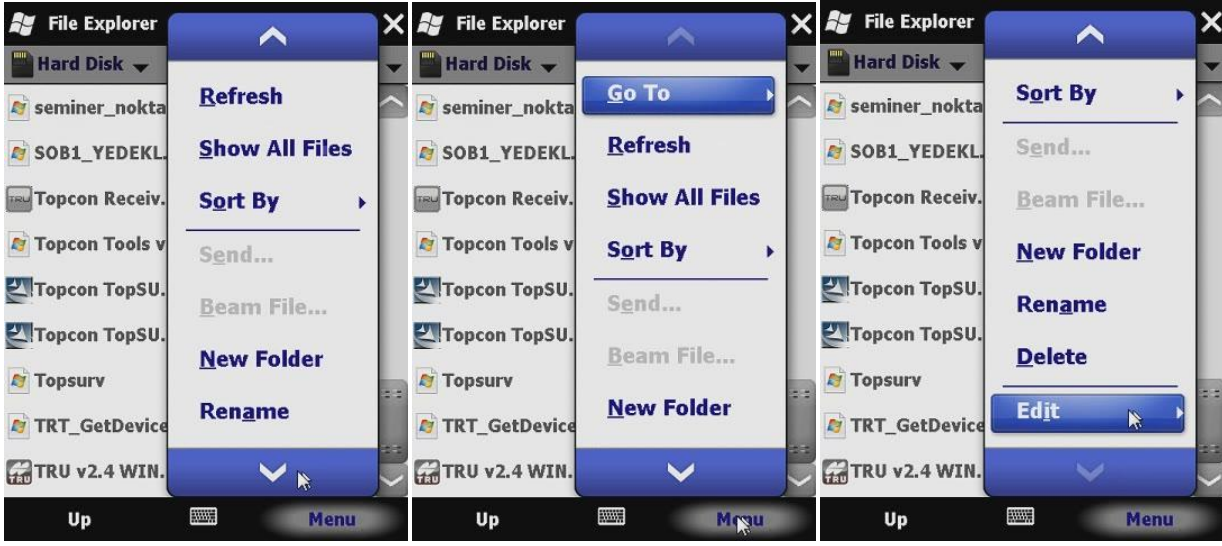 File Explorer
Hard Disk
seminer_nokta
SOB1_YEDEKL.
Topcon Receiv.
Topcon Tools v
Topcon TopSU.
Topcon TopSU.
Topsurv
TRT_GetDevice
TRU v2.4 WIN.
Refresh
Show All Files
Sort By
Send...
Beam File...
New Folder
Rename
Up
Menu
File Explorer
Hard Disk
seminer_nokta
SOB1_YEDEKL.
Topcon Receiv.
Topcon Tools v
Topcon TopSU.
Topcon TopSU.
Topsurv
TRT_GetDevice
TRU v2.4 WIN.
Go To
Refresh
Show All Files
Sort By
Send...
Beam File...
New Folder
Up
Menu
File Explorer
Hard Disk
seminer_nokta
SOB1_YEDEKL.
Topcon Receiv.
Topcon Tools v
Topcon TopSU.
Topcon TopSU.
Topsurv
TRT_GetDevice
TRU v2.4 WIN.
Sort By
Send...
Beam File...
New Folder
Rename
Delete
Edit
Up
Menu